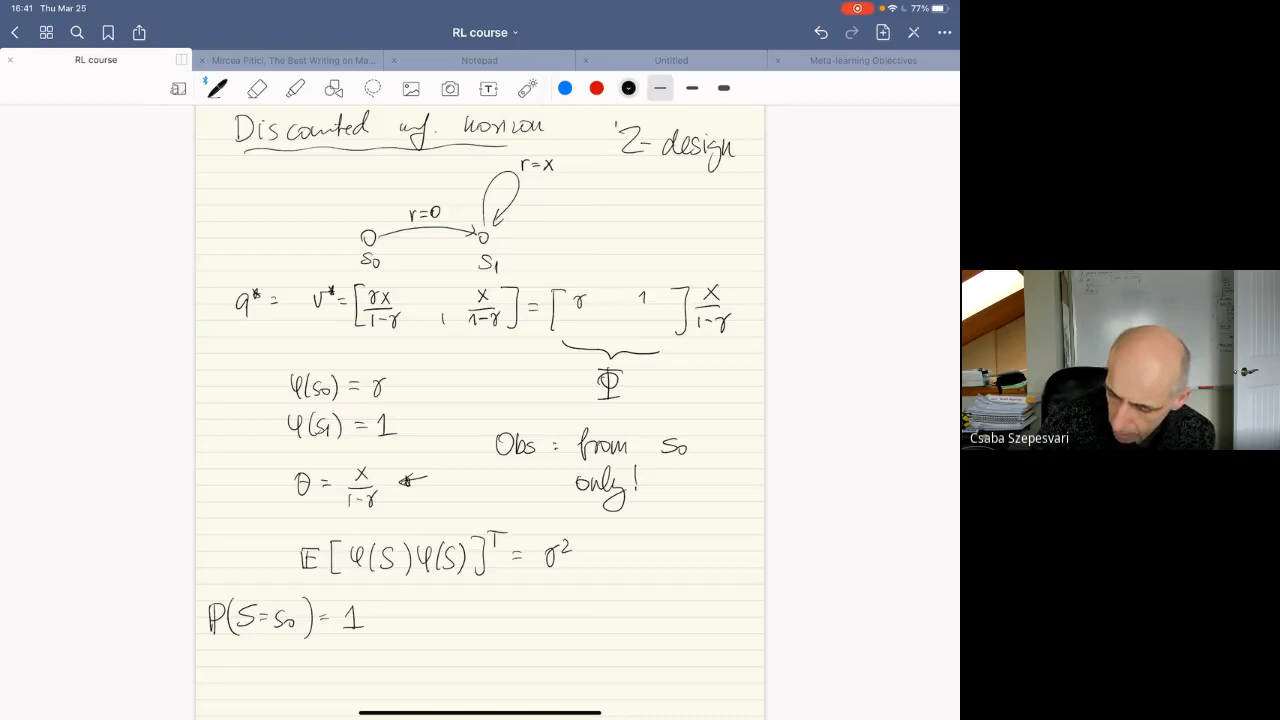 16:41 Thu Mar 25
77%
RL course
RL course
Mircea Pitici, The Best Writing on Ma...
Notepad
Untitled
Meta-learning Objectives
Discounted inf. horizon
'Z-design
r=x
r=0
s₀
s₁
q* = v* = [γx/(1-γ), x/(1-γ)] = [γ 1] x/(1-γ)
Φ
φ(s₀) = γ
φ(s₁) = 1
Obs: from s₀
only!
θ = x/(1-γ) ←
𝔼[φ(S)φ(S)]ᵀ = γ²
ℙ(S=s₀) = 1
Csaba Szepesvari